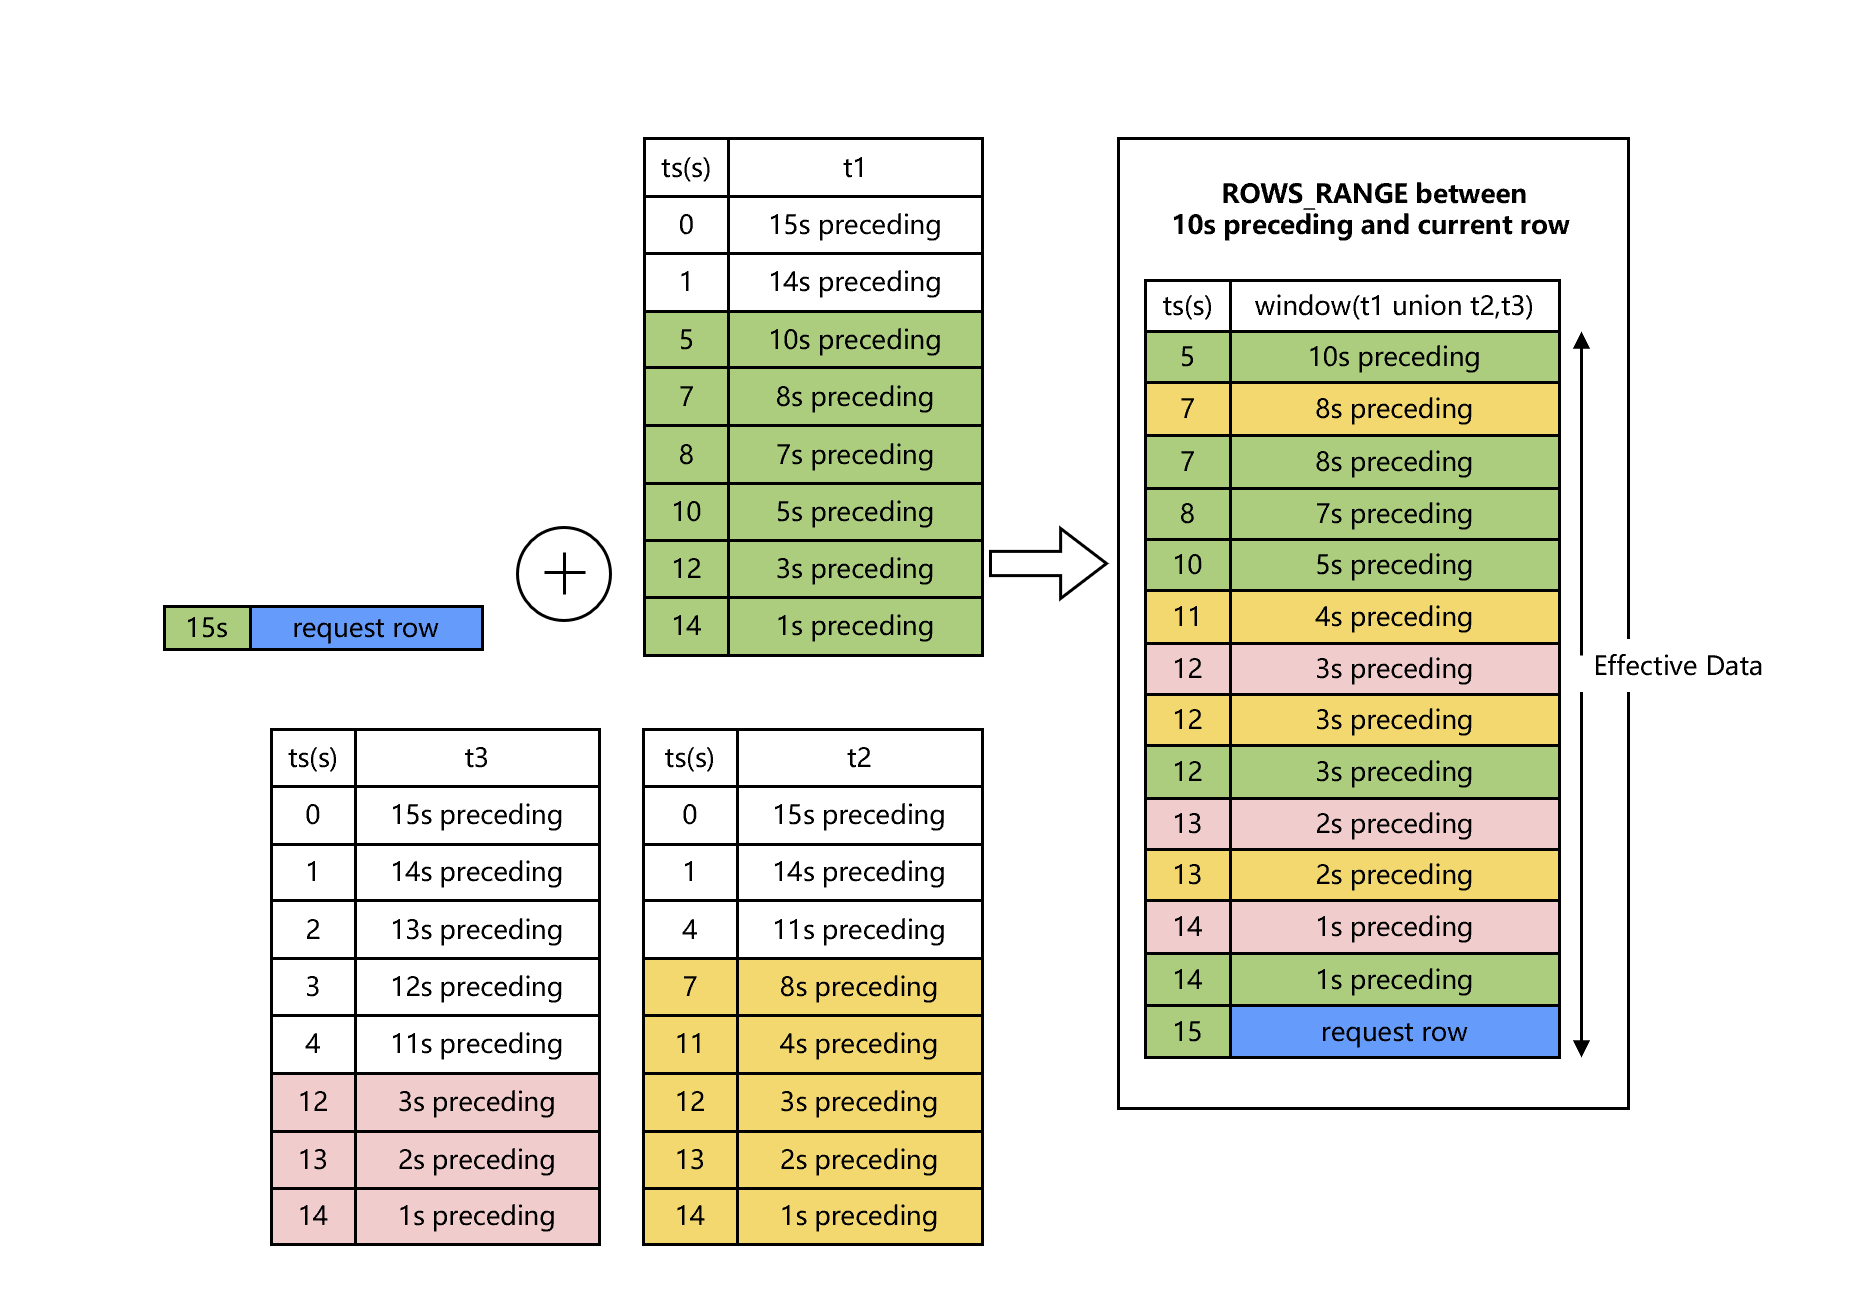 ts(s) t1
0 15s preceding
1 14s preceding
5 10s preceding
7 8s preceding
8 7s preceding
10 5s preceding
12 3s preceding
14 1s preceding
15s request row
ts(s) t3
0 15s preceding
1 14s preceding
2 13s preceding
3 12s preceding
4 11s preceding
12 3s preceding
13 2s preceding
14 1s preceding
ts(s) t2
0 15s preceding
1 14s preceding
4 11s preceding
7 8s preceding
11 4s preceding
12 3s preceding
13 2s preceding
14 1s preceding
ROWS_RANGE between
10s preceding and current row
ts(s) window(t1 union t2,t3)
5 10s preceding
7 8s preceding
7 8s preceding
8 7s preceding
10 5s preceding
11 4s preceding
12 3s preceding
12 3s preceding
12 3s preceding
13 2s preceding
13 2s preceding
14 1s preceding
14 1s preceding
15 request row
Effective Data